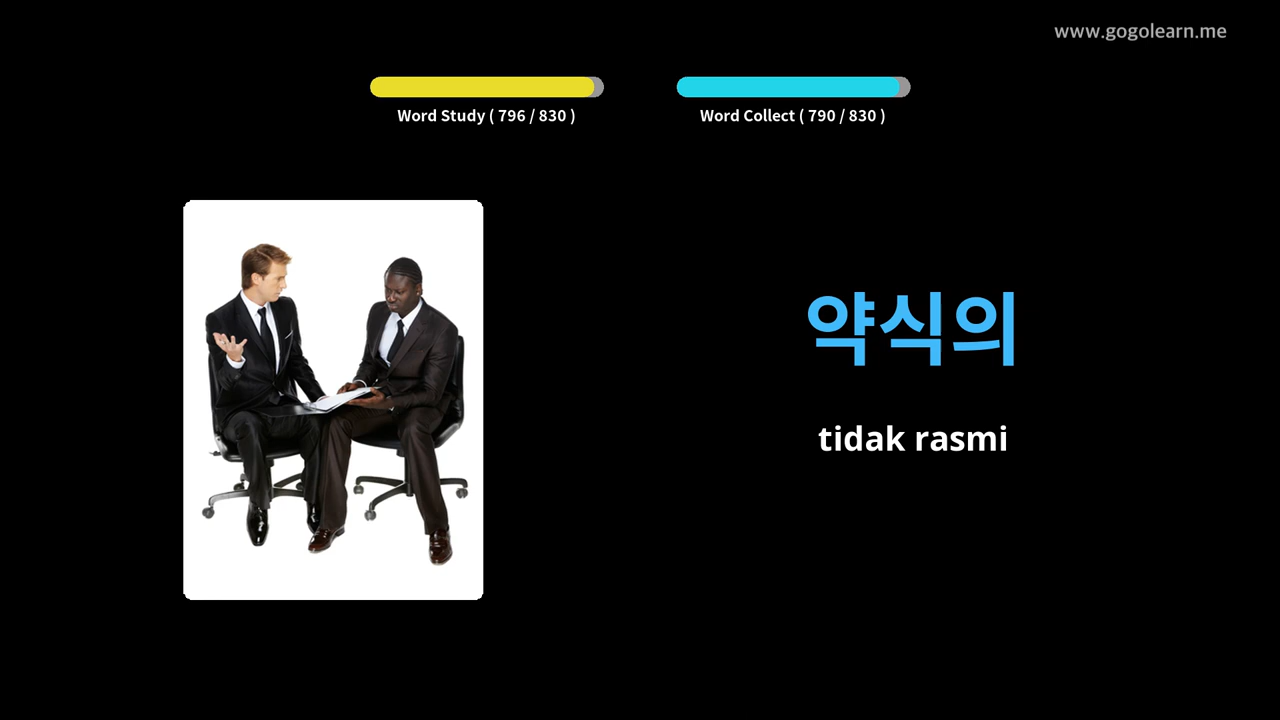 www.gogolearn.me
Word Study ( 796 / 830 )
Word Collect ( 790 / 830 )
약식의
tidak rasmi